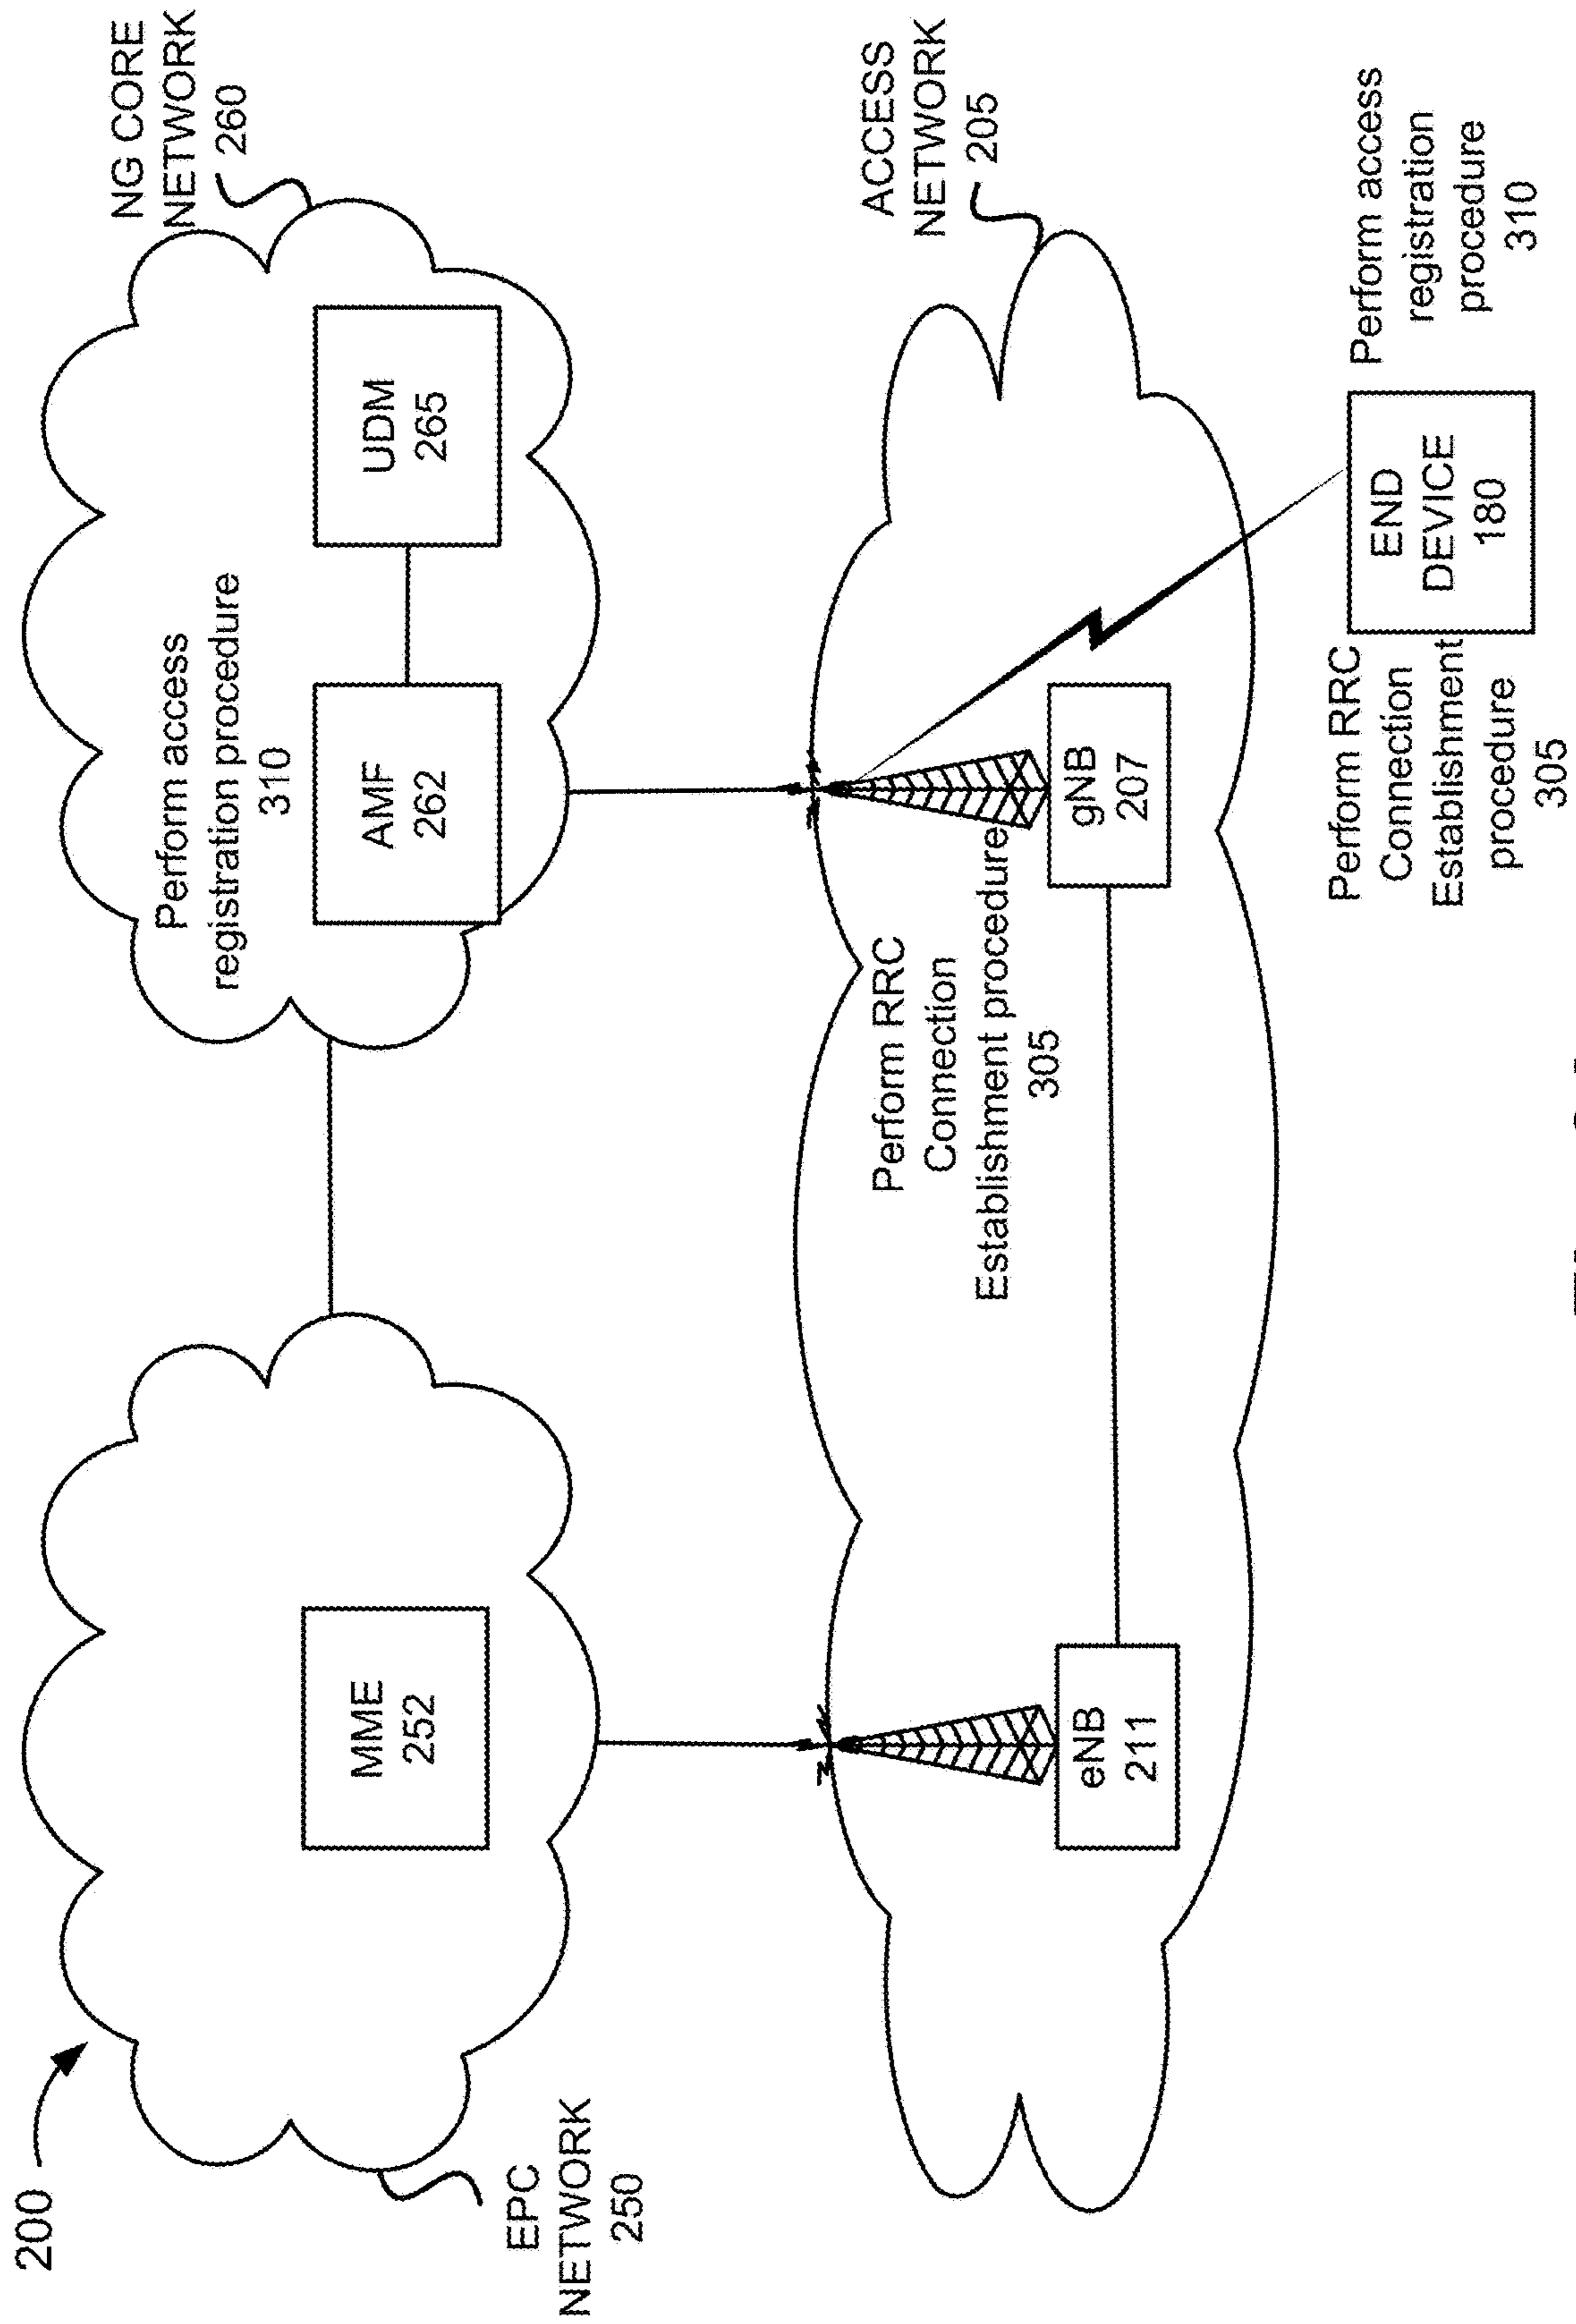 200
EPC
NETWORK
250
MME
252
NG CORE
NETWORK
260
Perform access
registration procedure
310
AMF
262
UDM
265
ACCESS
NETWORK
205
eNB
211
Perform RRC
Connection
Establishment procedure
305
gNB
207
Perform RRC
Connection
Establishment
procedure
305
END
DEVICE
180
Perform access
registration
procedure
310